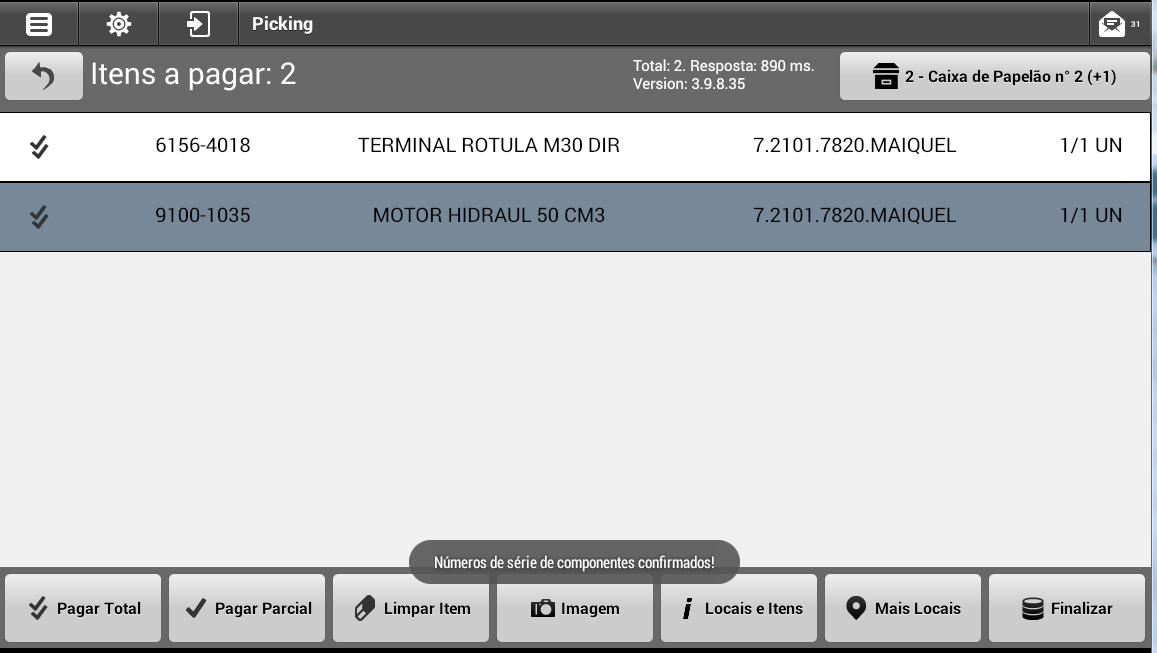 Picking
31
Itens a pagar: 2
Total: 2. Resposta: 890 ms.
Version: 3.9.8.35
2 - Caixa de Papelão n° 2 (+1)
6156-4018 TERMINAL ROTULA M30 DIR 7.2101.7820.MAIQUEL 1/1 UN
9100-1035 MOTOR HIDRAUL 50 CM3 7.2101.7820.MAIQUEL 1/1 UN
Números de série de componentes confirmados!
Pagar Total Pagar Parcial Limpar Item Imagem Locais e Itens Mais Locais Finalizar